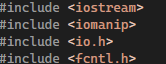 #include <iostream>
#include <iomanip>
#include <io.h>
#include <fcntl.h>